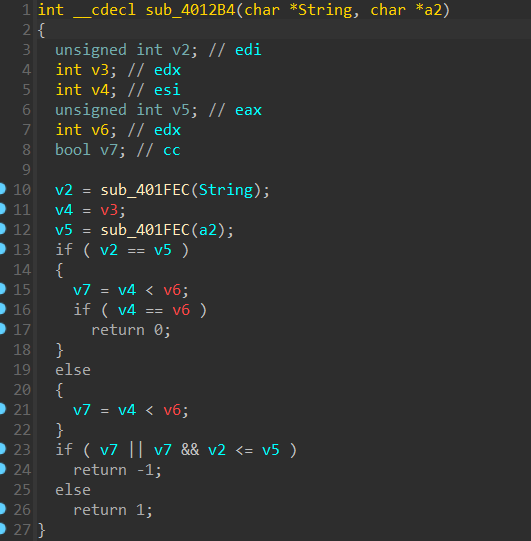 1 int __cdecl sub_4012B4(char *String, char *a2)
2 {
3 unsigned int v2; // edi
4 int v3; // edx
5 int v4; // esi
6 unsigned int v5; // eax
7 int v6; // edx
8 bool v7; // cc
9
10 v2 = sub_401FEC(String);
11 v4 = v3;
12 v5 = sub_401FEC(a2);
13 if ( v2 == v5 )
14 {
15 v7 = v4 < v6;
16 if ( v4 == v6 )
17 return 0;
18 }
19 else
20 {
21 v7 = v4 < v6;
22 }
23 if ( v7 || v7 && v2 <= v5 )
24 return -1;
25 else
26 return 1;
27 }